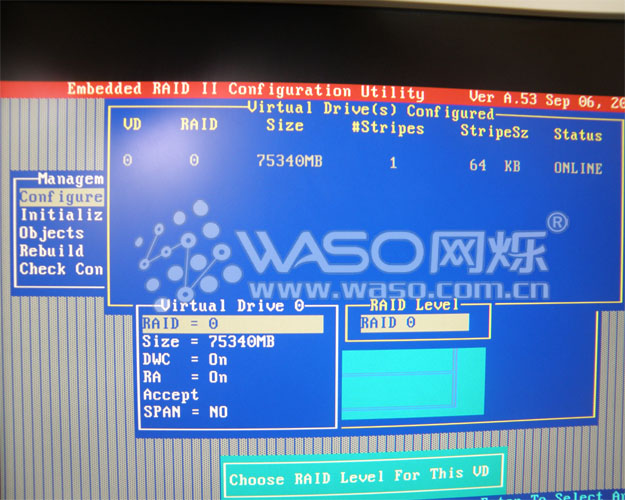 Embedded RAID II Configuration Utility Ver A.53 Sep 06, 20
Virtual Drive(s) Configured
VD RAID Size #Stripes StripeSz Status
0 0 75340MB 1 64 KB ONLINE
Managem
Configure
Initializ
Objects
Rebuild
Check Con
WASO网烁®
www.waso.com.cn
Virtual Drive 0
RAID = 0
Size = 75340MB
DWC = On
RA = On
Accept
SPAN = NO
RAID Level
RAID 0
Choose RAID Level For This VD
Enter To Select